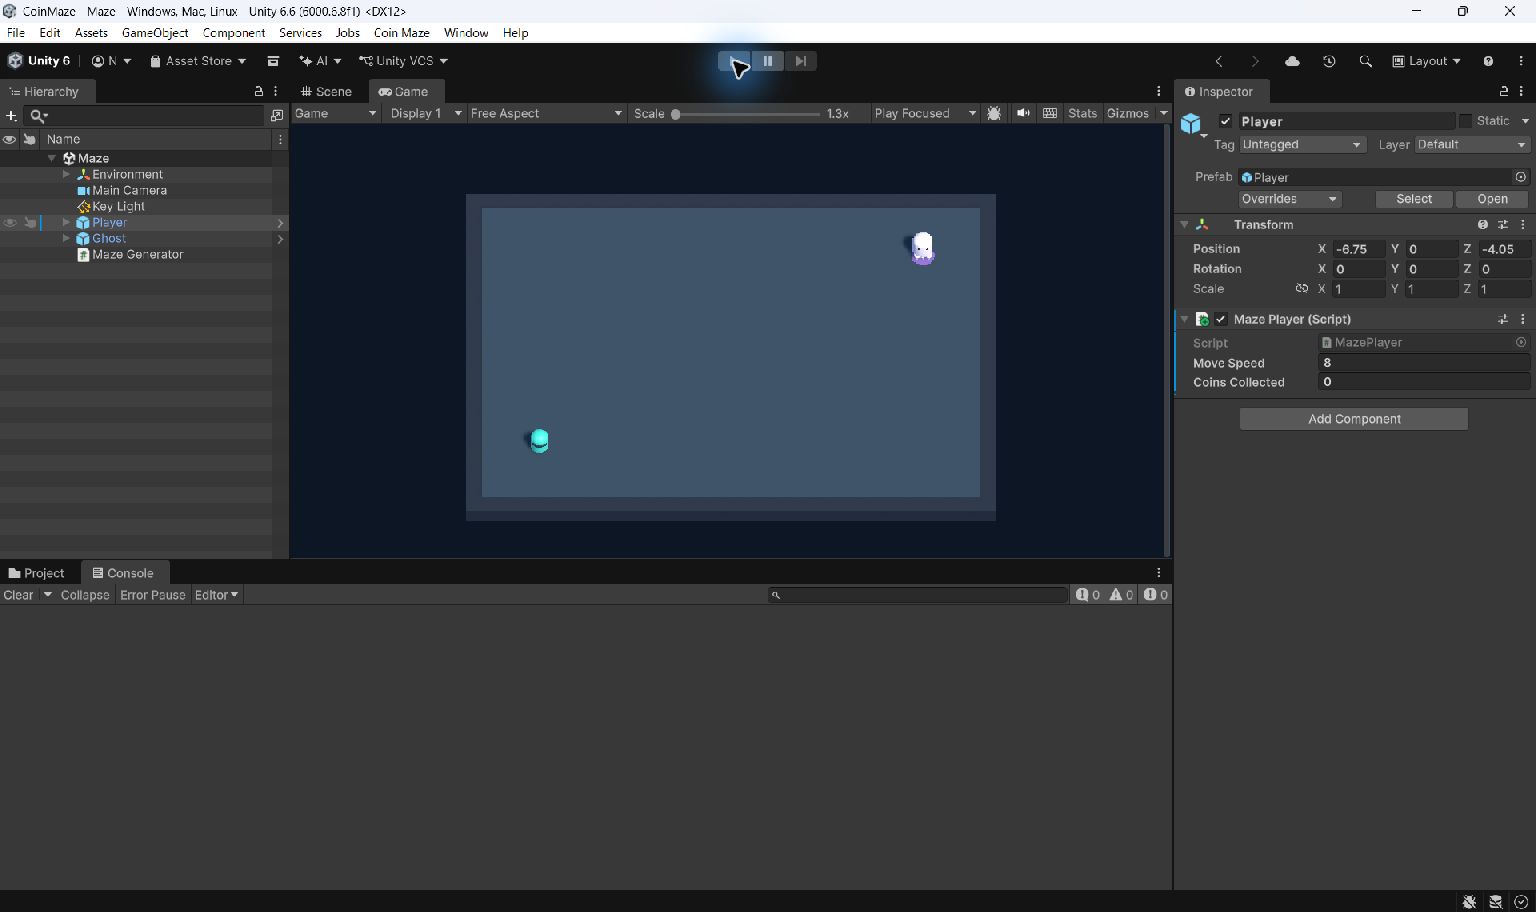 CoinMaze - Maze - Windows, Mac, Linux - Unity 6.6 (6000.6.8f1) <DX12>
File Edit Assets GameObject Component Services Jobs Coin Maze Window Help
Unity 6 N Asset Store AI Unity VCS Layout
Hierarchy
Scene Game
Inspector
Game Display 1 Free Aspect Scale 1.3x Play Focused Stats Gizmos
Name
Maze
Environment
Main Camera
Key Light
Player
Ghost
Maze Generator
Player Static
Tag Untagged Layer Default
Prefab Player
Overrides Select Open
Transform
Position X -6.75 Y 0 Z -4.05
Rotation X 0 Y 0 Z 0
Scale X 1 Y 1 Z 1
Maze Player (Script)
Script MazePlayer
Move Speed 8
Coins Collected 0
Add Component
Project Console
Clear Collapse Error Pause Editor 0 0 0